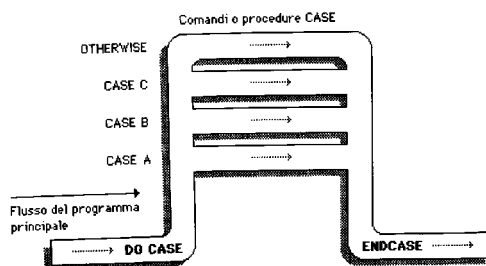 Comandi o procedure CASE
OTHERWISE
CASE C
CASE B
CASE A
Flusso del programma
principale
DO CASE
ENDCASE